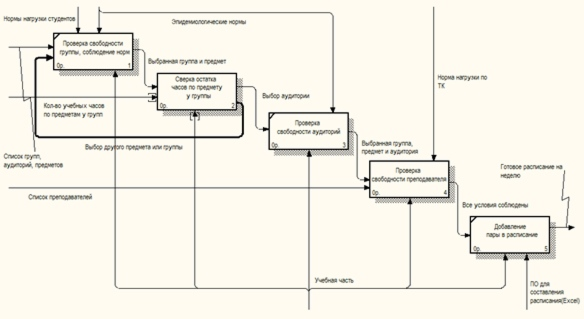 Нормы нагрузки студентов
Эпидемиологические нормы
Проверка свободности
группы, соблюдение норм
0р.
1
Выбранная группа и предмет
Сверка остатка
часов по предмету
у группы
0р.
2
Кол-во учебных часов
по предметам у групп
Выбор аудитории
Норма нагрузки по
ТК
Проверка
свободности аудиторий
0р.
3
Выбор другого предмета или группы
Выбранная группа,
предмет и аудитория
Список групп,
аудиторий, предметов
Проверка
свободности преподавателя
0р.
4
Готовое расписание на
неделю
Список преподавателей
Все условия соблюдены
Добавление
пары в расписание
0р.
5
Учебная часть
ПО для
составления
расписания(Excel)